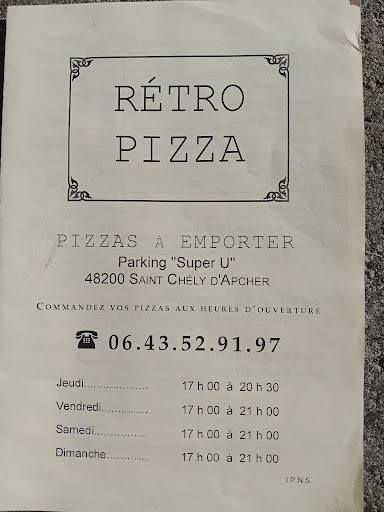 RÉTRO
PIZZA
PIZZAS A EMPORTER
Parking "Super U"
48200 SAINT CHÉLY D'APCHER
COMMANDEZ VOS PIZZAS AUX HEURES D'OUVERTURE
☎ 06.43.52.91.97
Jeudi.................... 17 h 00 à 20 h 30
Vendredi.............. 17 h 00 à 21 h 00
Samedi................ 17 h 00 à 21 h 00
Dimanche............ 17 h 00 à 21 h 00
I.P.N.S.